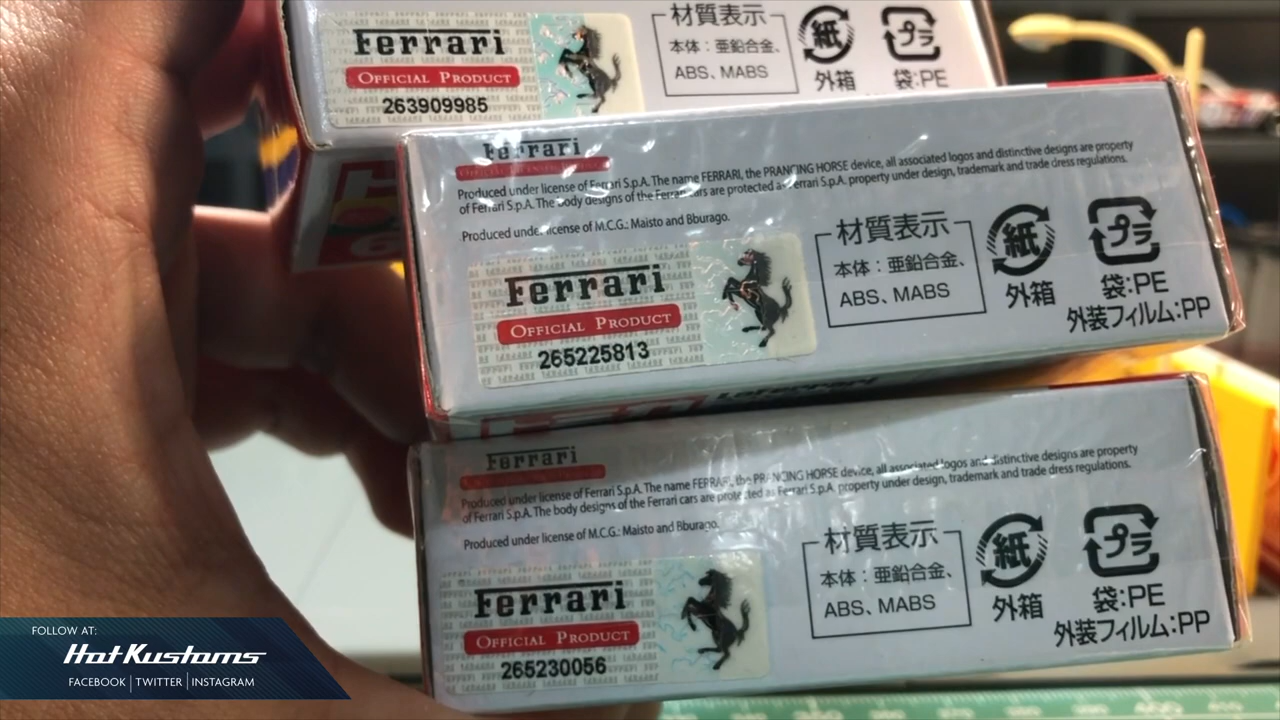 Ferrari
OFFICIAL PRODUCT
263909985
材質表示
本体：亜鉛合金、
ABS、MABS
紙
外箱
プラ
袋:PE
Ferrari
OFFICIAL LICENSED PRODUCT
Produced under license of Ferrari S.p.A. The name FERRARI, the PRANCING HORSE device, all associated logos and distinctive designs are property
of Ferrari S.p.A. The body designs of the Ferrari cars are protected as Ferrari S.p.A. property under design, trademark and trade dress regulations.
Produced under license of M.C.G.: Maisto and Bburago.
Ferrari
OFFICIAL PRODUCT
265225813
材質表示
本体：亜鉛合金、
ABS、MABS
紙
外箱
プラ
袋:PE
外装フィルム:PP
LaFerrari
Ferrari
Produced under license of Ferrari S.p.A. The name FERRARI, the PRANCING HORSE device, all associated logos and distinctive designs are property
of Ferrari S.p.A. The body designs of the Ferrari cars are protected as Ferrari S.p.A. property under design, trademark and trade dress regulations.
Produced under license of M.C.G.: Maisto and Bburago.
Ferrari
OFFICIAL PRODUCT
265230056
材質表示
本体：亜鉛合金、
ABS、MABS
紙
外箱
プラ
袋:PE
外装フィルム:PP
FOLLOW AT:
HotKustoms
FACEBOOK | TWITTER | INSTAGRAM